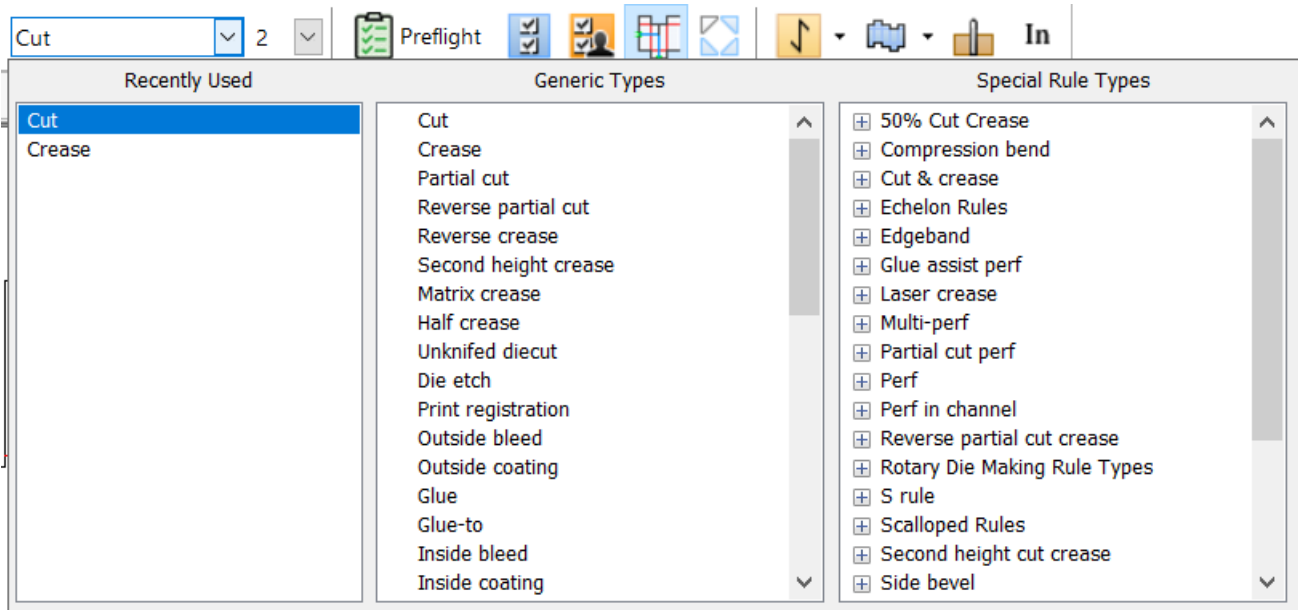 Cut 2 Preflight In
Recently Used
Cut
Crease
Generic Types
Cut
Crease
Partial cut
Reverse partial cut
Reverse crease
Second height crease
Matrix crease
Half crease
Unknifed diecut
Die etch
Print registration
Outside bleed
Outside coating
Glue
Glue-to
Inside bleed
Inside coating
Special Rule Types
50% Cut Crease
Compression bend
Cut & crease
Echelon Rules
Edgeband
Glue assist perf
Laser crease
Multi-perf
Partial cut perf
Perf
Perf in channel
Reverse partial cut crease
Rotary Die Making Rule Types
S rule
Scalloped Rules
Second height cut crease
Side bevel